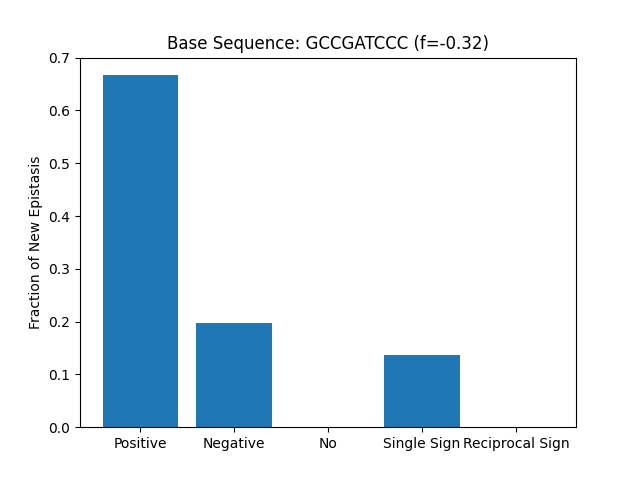 Base Sequence: GCCGATCCC (f=-0.32)
Fraction of New Epistasis
0.7
0.6
0.5
0.4
0.3
0.2
0.1
0.0
Positive Negative No Single Sign Reciprocal Sign